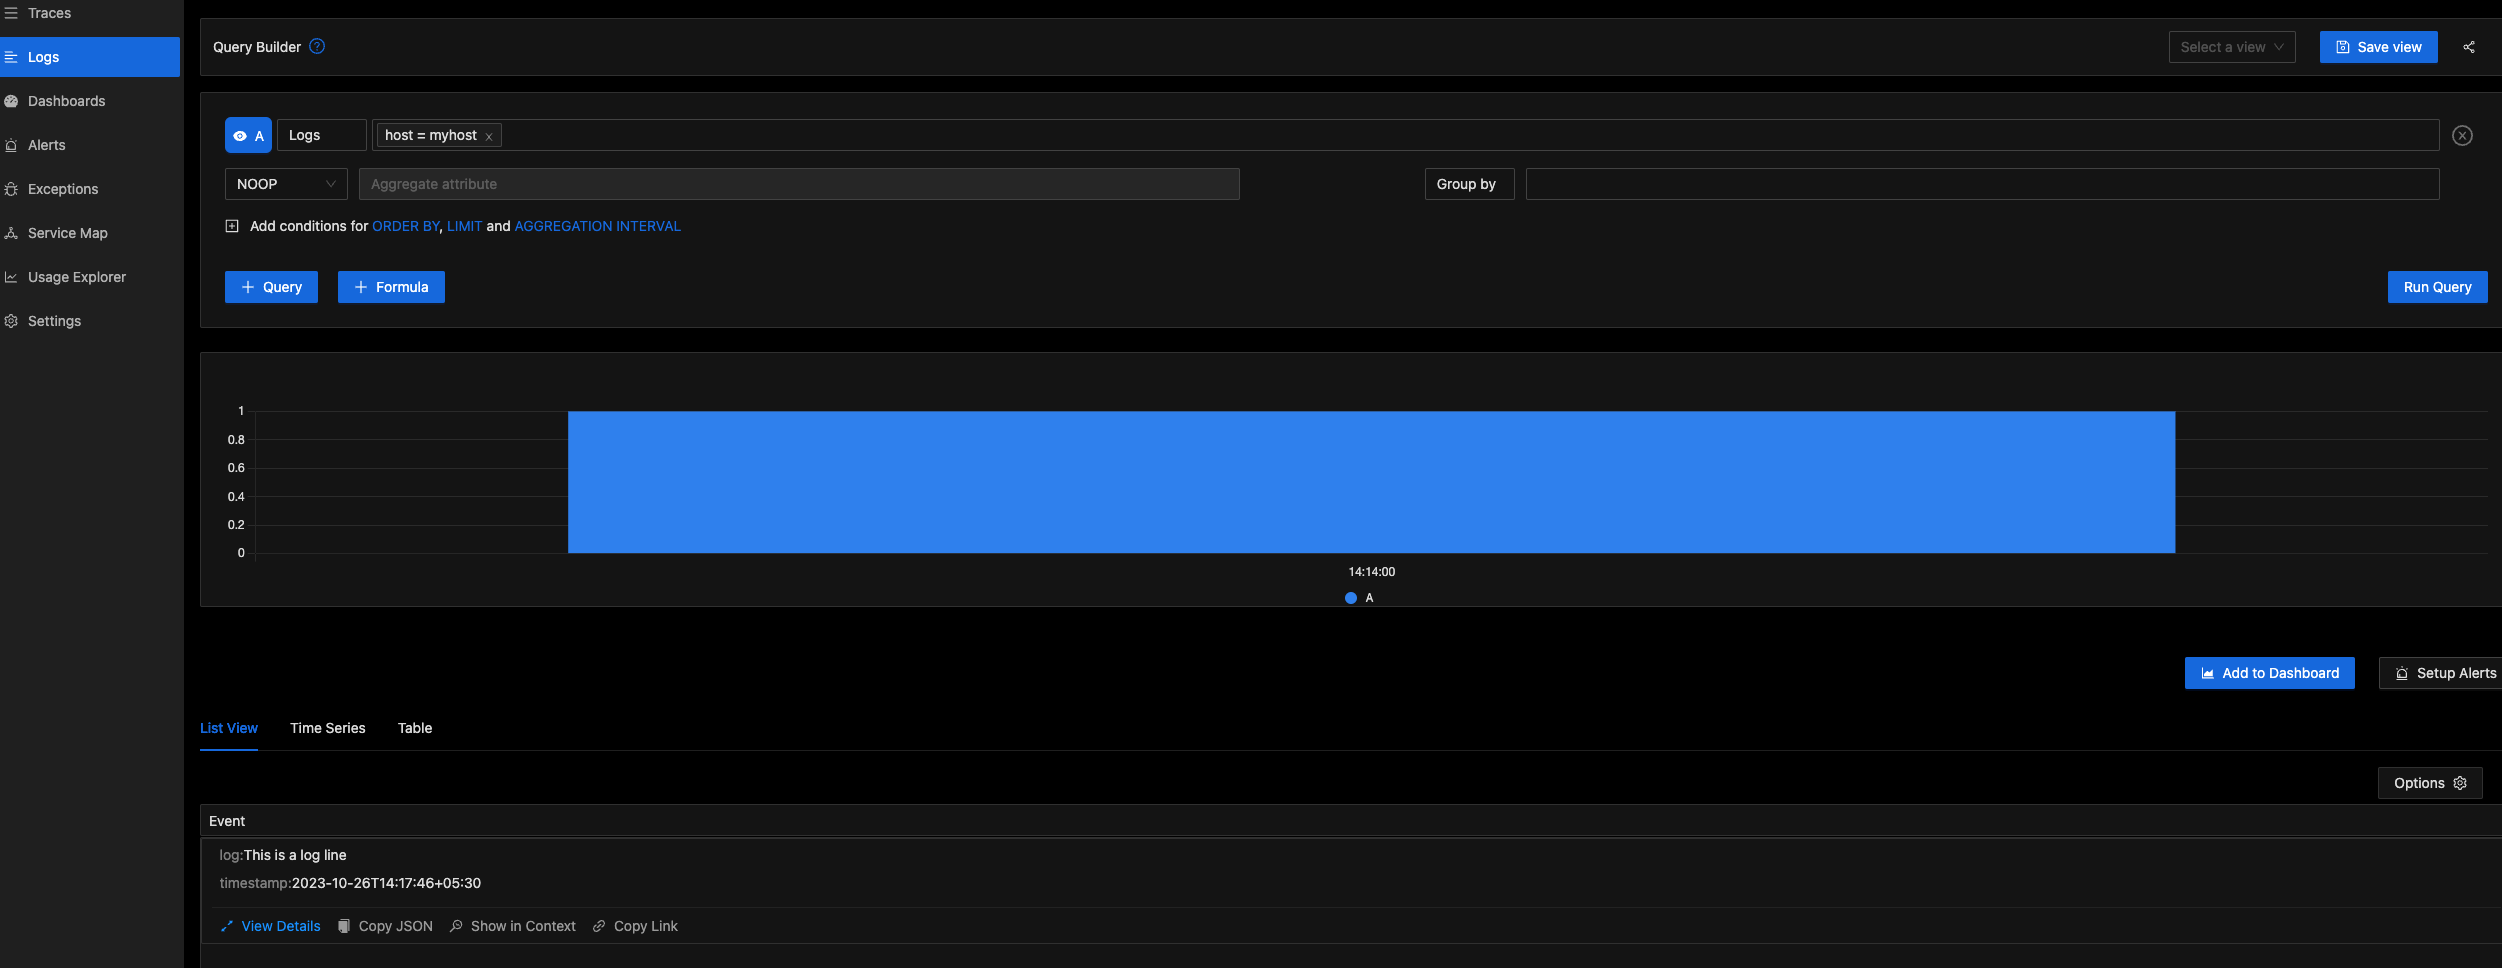 Traces
Logs
Dashboards
Alerts
Exceptions
Service Map
Usage Explorer
Settings
Query Builder ?
Select a view
Save view
A Logs host = myhost x
NOOP Aggregate attribute Group by
Add conditions for ORDER BY, LIMIT and AGGREGATION INTERVAL
+ Query + Formula Run Query
1
0.8
0.6
0.4
0.2
0
14:14:00
A
Add to Dashboard Setup Alerts
List View Time Series Table
Options
Event
log:This is a log line
timestamp:2023-10-26T14:17:46+05:30
View Details Copy JSON Show in Context Copy Link